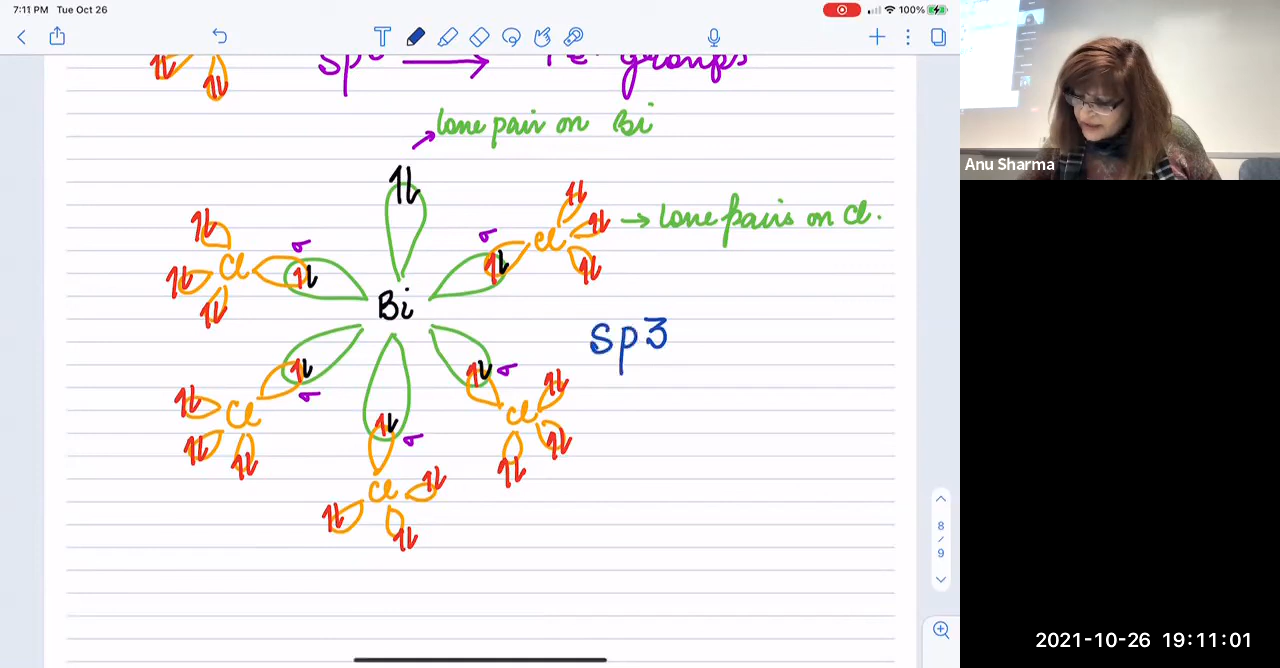 7:11 PM Tue Oct 26
100%
groups
lone pair on Bi
Anu Sharma
Cl
lone pairs on Cl.
σ
σ
Cl
Bi
sp3
σ
σ
Cl
Cl
σ
Cl
8
/
9
2021-10-26 19:11:01